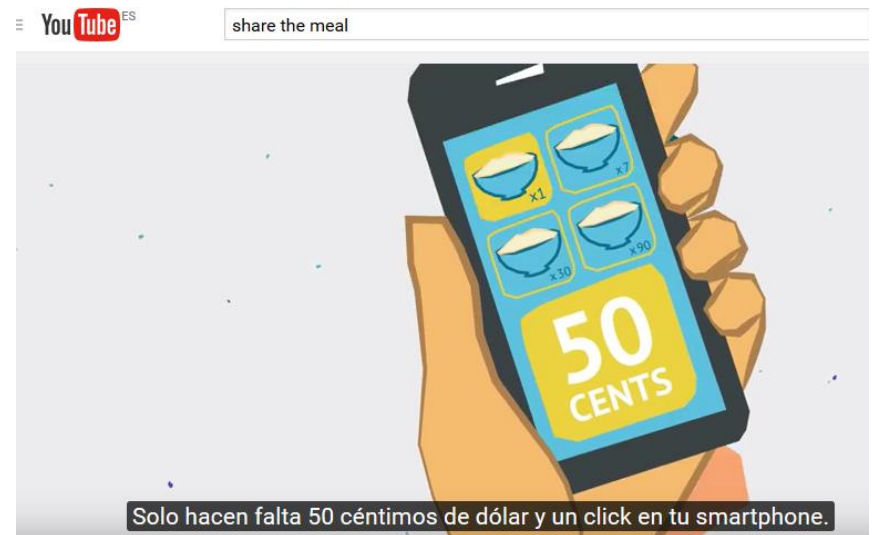 YouTube ES
share the meal
x1
x7
x30
x90
50
CENTS
Solo hacen falta 50 céntimos de dólar y un click en tu smartphone.